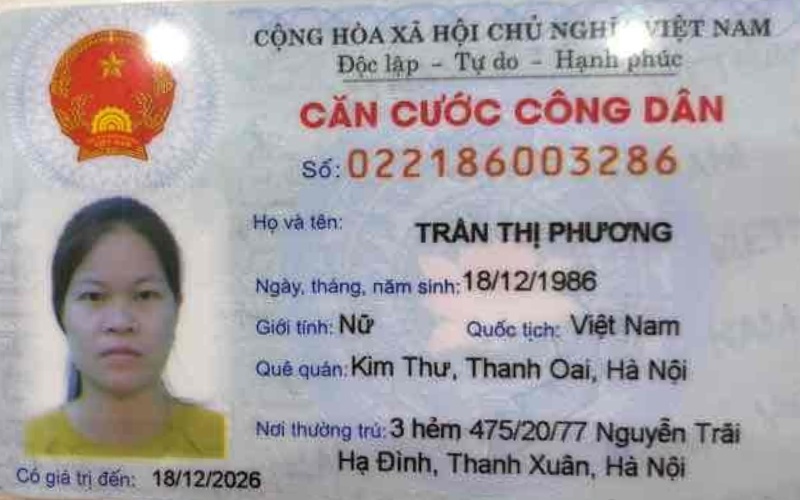 CỘNG HÒA XÃ HỘI CHỦ NGHĨA VIỆT NAM
Độc lập - Tự do - Hạnh phúc
CĂN CƯỚC CÔNG DÂN
Số: 022186003286
Họ và tên: TRẦN THỊ PHƯƠNG
Ngày, tháng, năm sinh: 18/12/1986
Giới tính: Nữ Quốc tịch: Việt Nam
Quê quán: Kim Thư, Thanh Oai, Hà Nội
Nơi thường trú: 3 hẻm 475/20/77 Nguyễn Trãi
Hạ Đình, Thanh Xuân, Hà Nội
Có giá trị đến: 18/12/2026